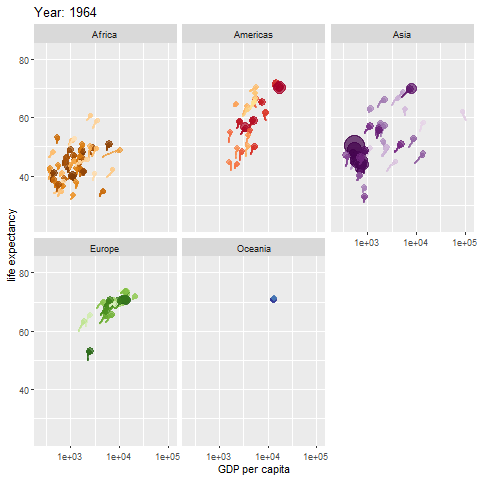 Year: 1964
Africa
Americas
Asia
80
60
40
1e+03 1e+04 1e+05
Europe
Oceania
80
60
40
1e+03 1e+04 1e+05
1e+03 1e+04 1e+05
life expectancy
GDP per capita